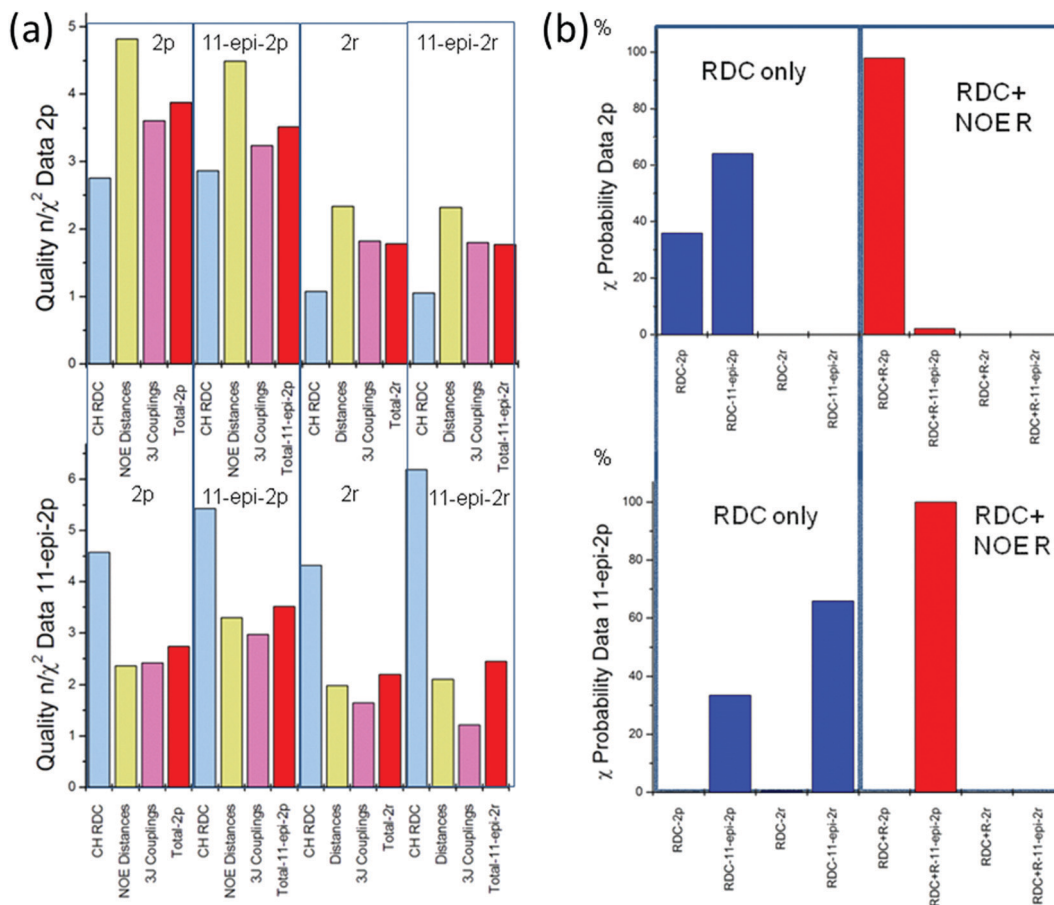 (a)
Quality n/χ² Data 2p
5
4
3
2
1
0
2p
11-epi-2p
2r
11-epi-2r
CH RDC
NOE Distances
3J Couplings
Total-2p
CH RDC
NOE Distances
3J Couplings
Total-11-epi-2p
CH RDC
Distances
3J Couplings
Total-2r
CH RDC
Distances
3J Couplings
Total-11-epi-2r
Quality n/χ² Data 11-epi-2p
6
5
4
3
2
1
0
2p
11-epi-2p
2r
11-epi-2r
CH RDC
NOE Distances
3J Couplings
Total-2p
CH RDC
NOE Distances
3J Couplings
Total-11-epi-2p
CH RDC
Distances
3J Couplings
Total-2r
CH RDC
Distances
3J Couplings
Total-11-epi-2r
(b)
%
χ Probability Data 2p
100
80
60
40
20
0
RDC only
RDC+
NOER
RDC-2p
RDC-11-epi-2p
RDC-2r
RDC-11-epi-2r
RDC+R-2p
RDC+R-11-epi-2p
RDC+R-2r
RDC+R-11-epi-2r
%
χ Probability Data 11-epi-2p
100
80
60
40
20
0
RDC only
RDC+
NOER
RDC-2p
RDC-11-epi-2p
RDC-2r
RDC-11-epi-2r
RDC+R-2p
RDC+R-11-epi-2p
RDC+R-2r
RDC+R-11-epi-2r